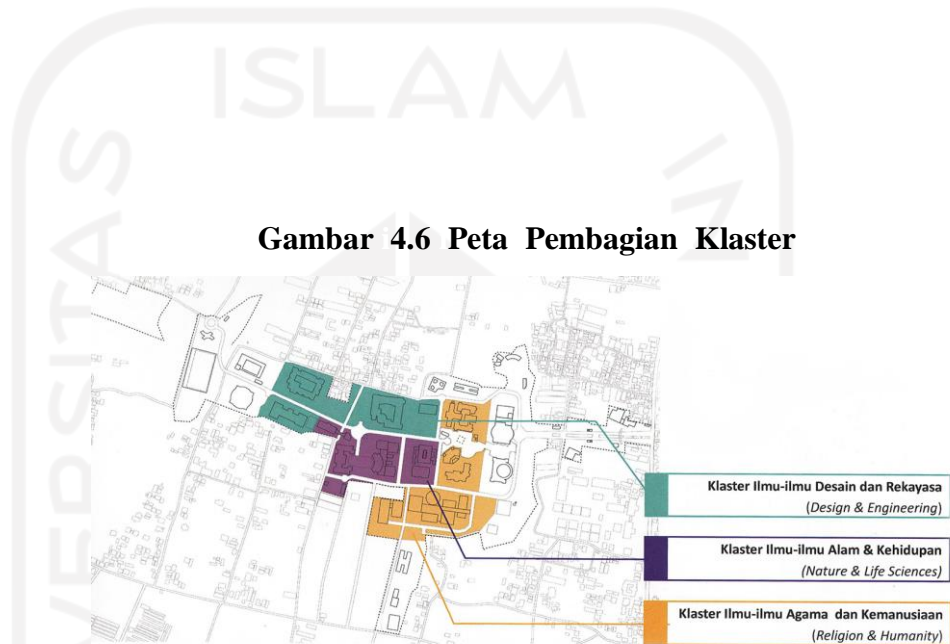 ISLAM
VERSITAS
Gambar 4.6 Peta Pembagian Klaster
Klaster Ilmu-ilmu Desain dan Rekayasa
(Design & Engineering)
Klaster Ilmu-ilmu Alam & Kehidupan
(Nature & Life Sciences)
Klaster Ilmu-ilmu Agama dan Kemanusiaan
(Religion & Humanity)